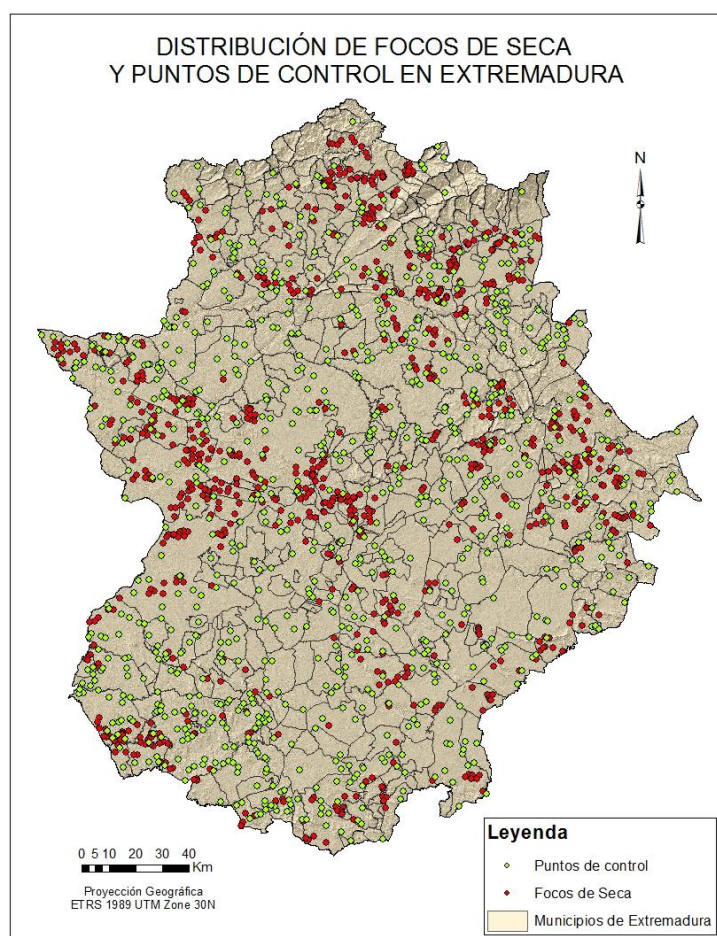 DISTRIBUCIÓN DE FOCOS DE SECA
Y PUNTOS DE CONTROL EN EXTREMADURA
N
0 5 10 20 30 40
Km
Proyección Geográfica
ETRS 1989 UTM Zone 30N
Leyenda
Puntos de control
Focos de Seca
Municipios de Extremadura